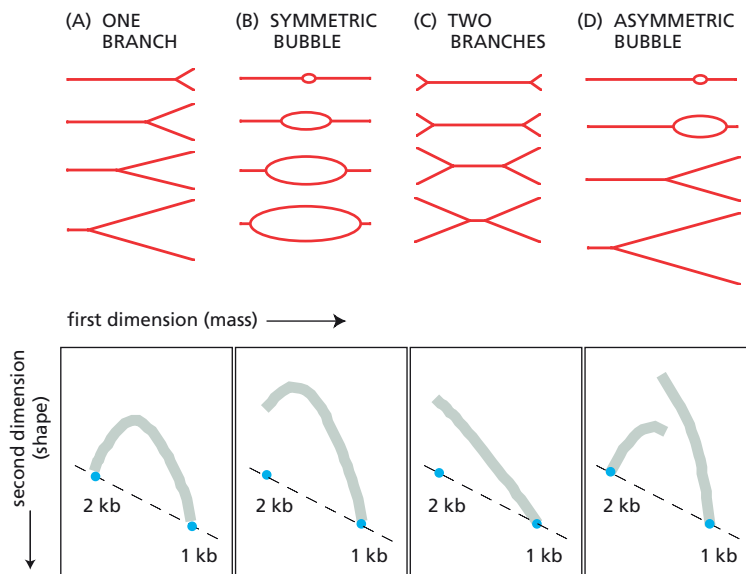 (A) ONE BRANCH
(B) SYMMETRIC BUBBLE
(C) TWO BRANCHES
(D) ASYMMETRIC BUBBLE
first dimension (mass)
second dimension
(shape)
2 kb
1 kb
2 kb
1 kb
2 kb
1 kb
2 kb
1 kb